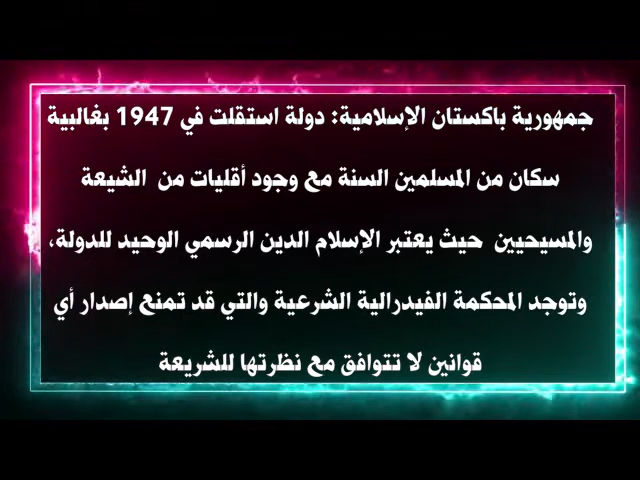 جمهورية باكستان الإسلامية: دولة استقلت في 1947 بغالبية
سكان من المسلمين السنة مع وجود أقليات من الشيعة
والمسيحيين حيث يعتبر الإسلام الدين الرسمي الوحيد للدولة،
وتوجد المحكمة الفيدرالية الشرعية والتي قد تمنع إصدار أي
قوانين لا تتوافق مع نظرتها للشريعة